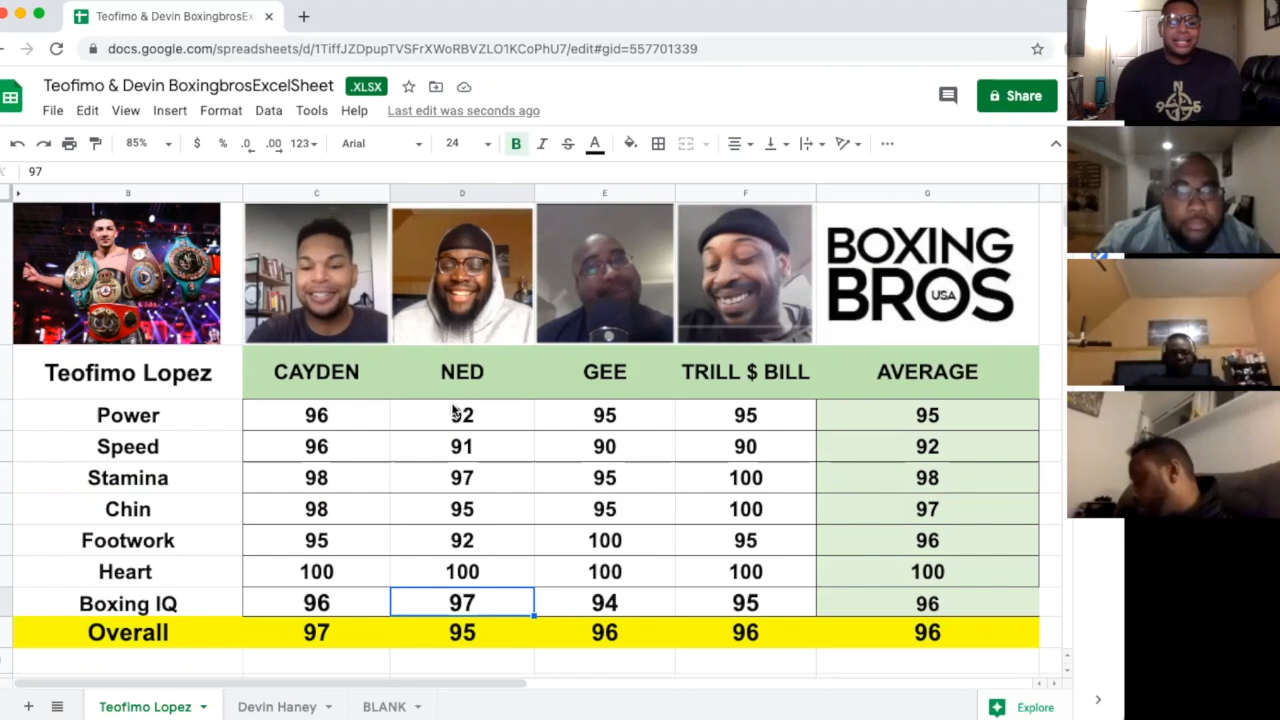 Teofimo & Devin BoxingbrosEx
docs.google.com/spreadsheets/d/1TiffJZDpupTVSFrXWoRBVZLO1KCoPhU7/edit#gid=557701339
Teofimo & Devin BoxingbrosExcelSheet .XLSX
File Edit View Insert Format Data Tools Help Last edit was seconds ago
Share
85% $ % .0 .00 123 Arial 24 B I S A
97
B C D E F G
BOXING
BROS
USA
Teofimo Lopez CAYDEN NED GEE TRILL $ BILL AVERAGE
Power 96 92 95 95 95
Speed 96 91 90 90 92
Stamina 98 97 95 100 98
Chin 98 95 95 100 97
Footwork 95 92 100 95 96
Heart 100 100 100 100 100
Boxing IQ 96 97 94 95 96
Overall 97 95 96 96 96
Teofimo Lopez Devin Haney BLANK Explore
N
9 5